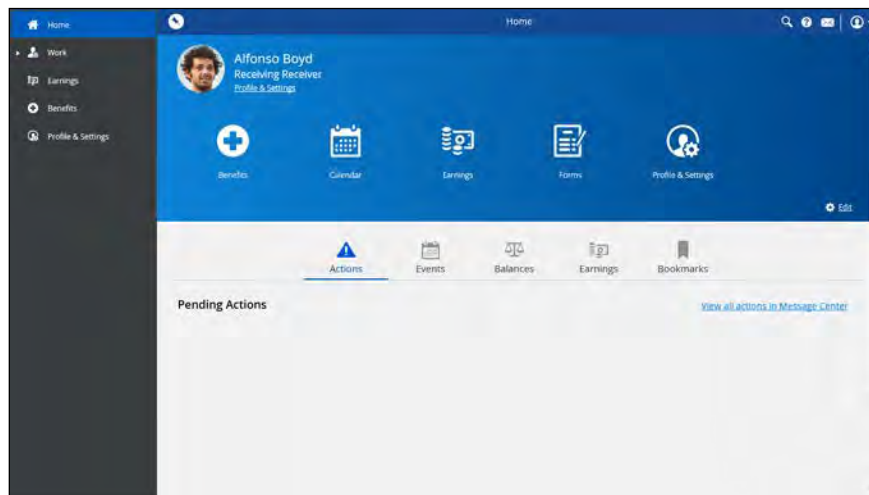 Home
Work
Earnings
Benefits
Profile & Settings
Home
Alfonso Boyd
Receiving Receiver
Profile & Settings
Benefits
Calendar
Earnings
Forms
Profile & Settings
Edit
Actions
Events
Balances
Earnings
Bookmarks
Pending Actions
View all actions in Message Center